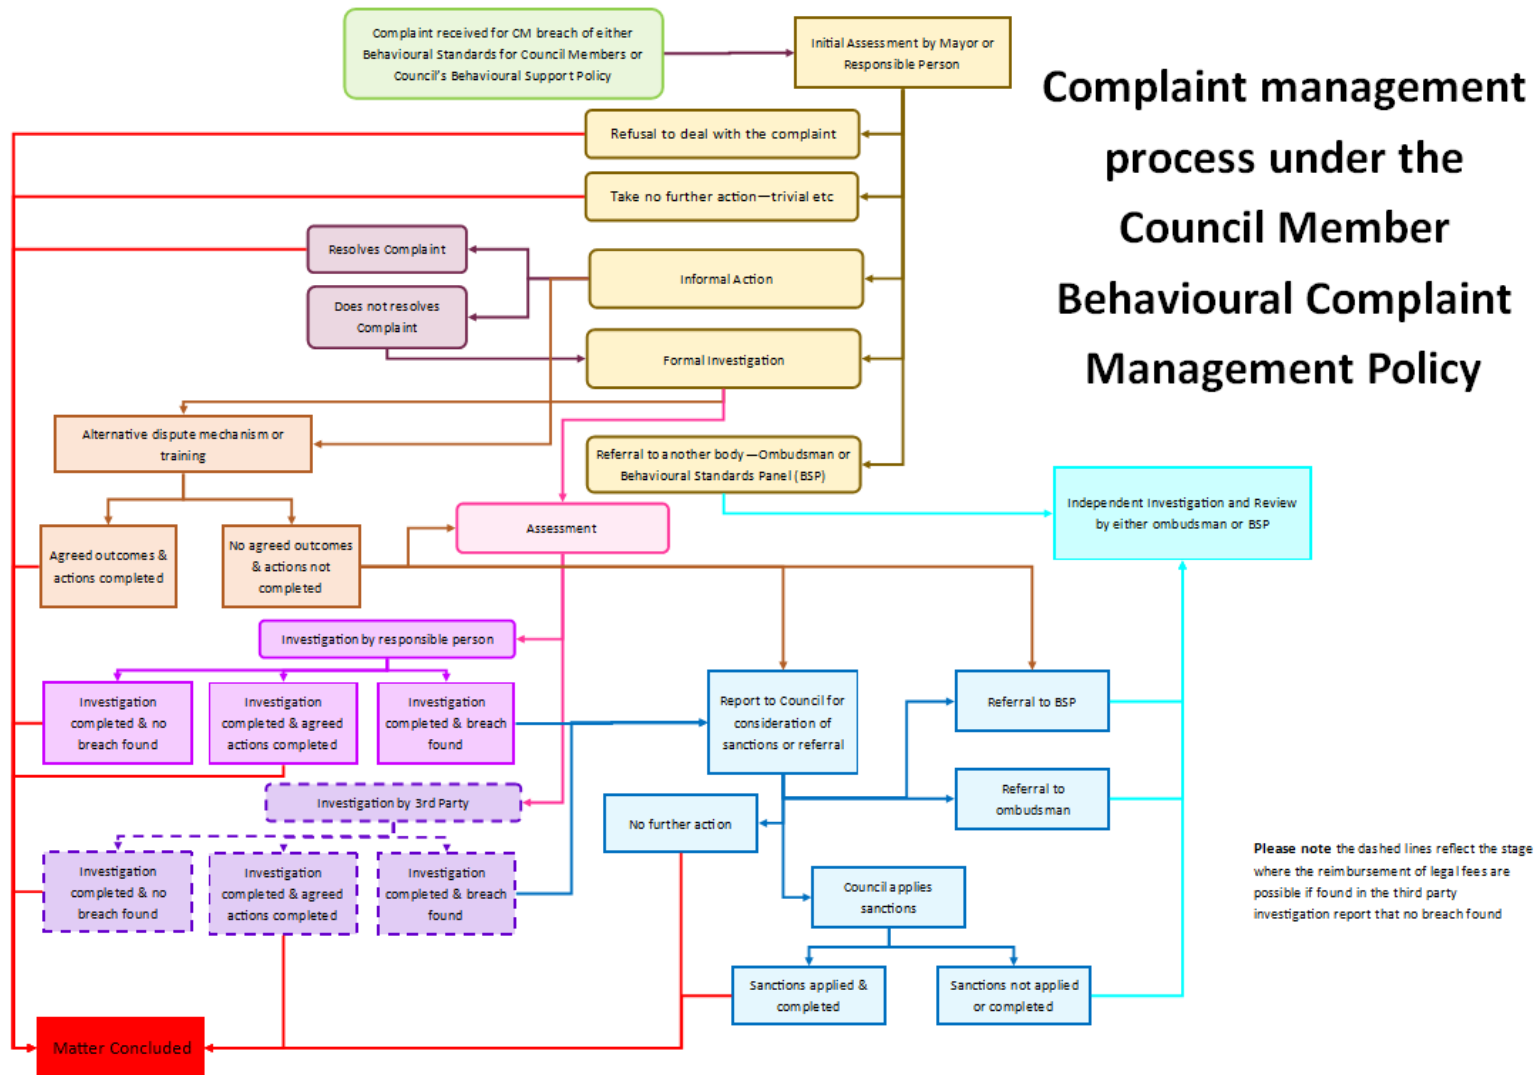 Complaint received for CM breach of either
Behavioural Standards for Council Members or
Council's Behavioural Support Policy
Initial Assessment by Mayor or
Responsible Person
Complaint management
process under the
Council Member
Behavioural Complaint
Management Policy
Refusal to deal with the complaint
Take no further action—trivial etc
Resolves Complaint
Informal Action
Does not resolves
Complaint
Formal Investigation
Alternative dispute mechanism or
training
Referral to another body —Ombudsman or
Behavioural Standards Panel (BSP)
Independent Investigation and Review
by either ombudsman or BSP
Assessment
Agreed outcomes &
actions completed
No agreed outcomes
& actions not
completed
Investigation by responsible person
Investigation
completed & no
breach found
Investigation
completed & agreed
actions completed
Investigation
completed & breach
found
Report to Council for
consideration of
sanctions or referral
Referral to BSP
Referral to
ombudsman
Investigation by 3rd Party
No further action
Investigation
completed & no
breach found
Investigation
completed & agreed
actions completed
Investigation
completed & breach
found
Council applies
sanctions
Please note the dashed lines reflect the stage
where the reimbursement of legal fees are
possible if found in the third party
investigation report that no breach found
Sanctions applied &
completed
Sanctions not applied
or completed
Matter Concluded